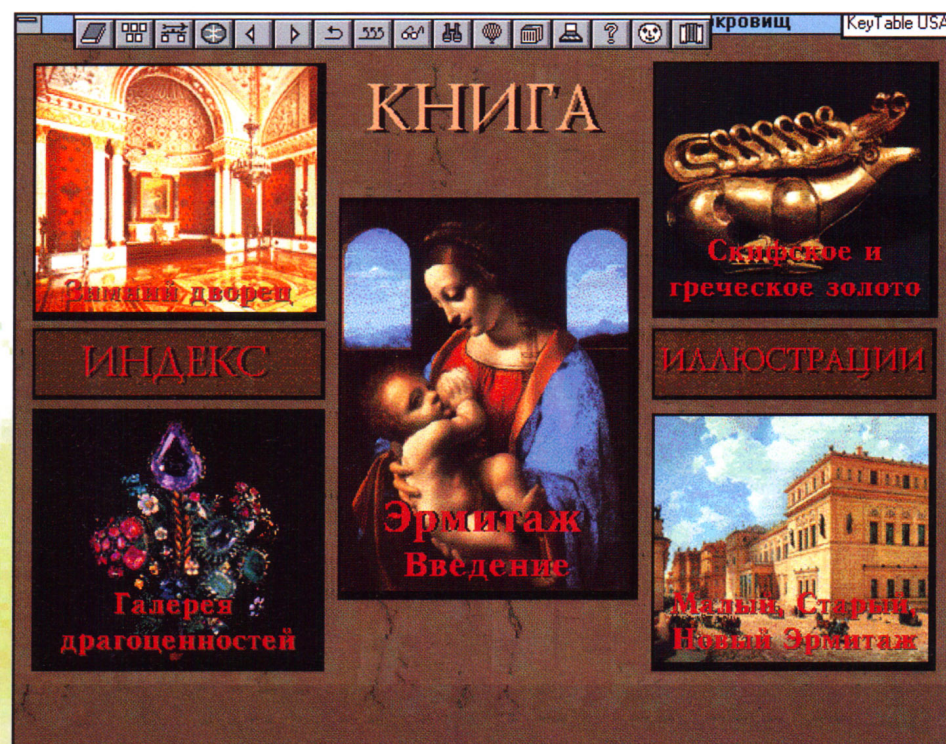 кровищ
KeyTable USA
КНИГА
Зимний дворец
Скифское и
греческое золото
ИНДЕКС
ИЛЛЮСТРАЦИИ
Эрмитаж
Введение
Галерея
драгоценностей
Малый, Старый,
Новый Эрмитаж